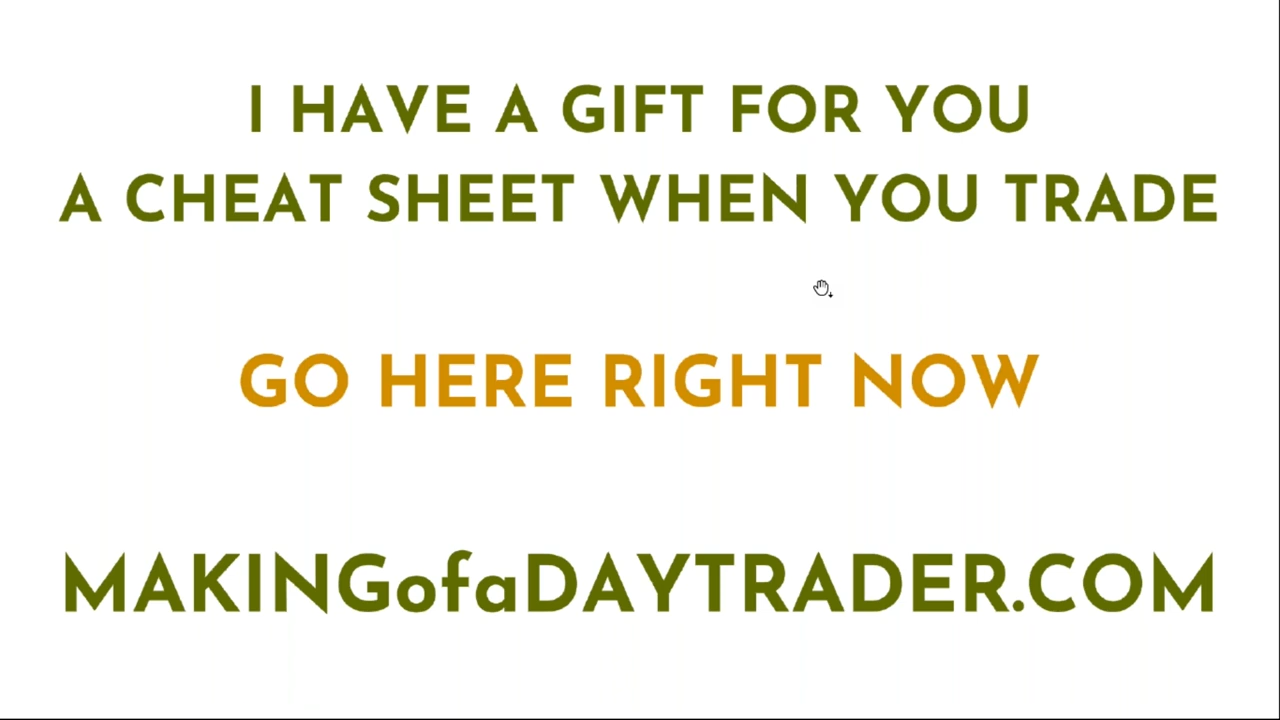 I HAVE A GIFT FOR YOU
A CHEAT SHEET WHEN YOU TRADE
GO HERE RIGHT NOW
MAKINGofaDAYTRADER.COM